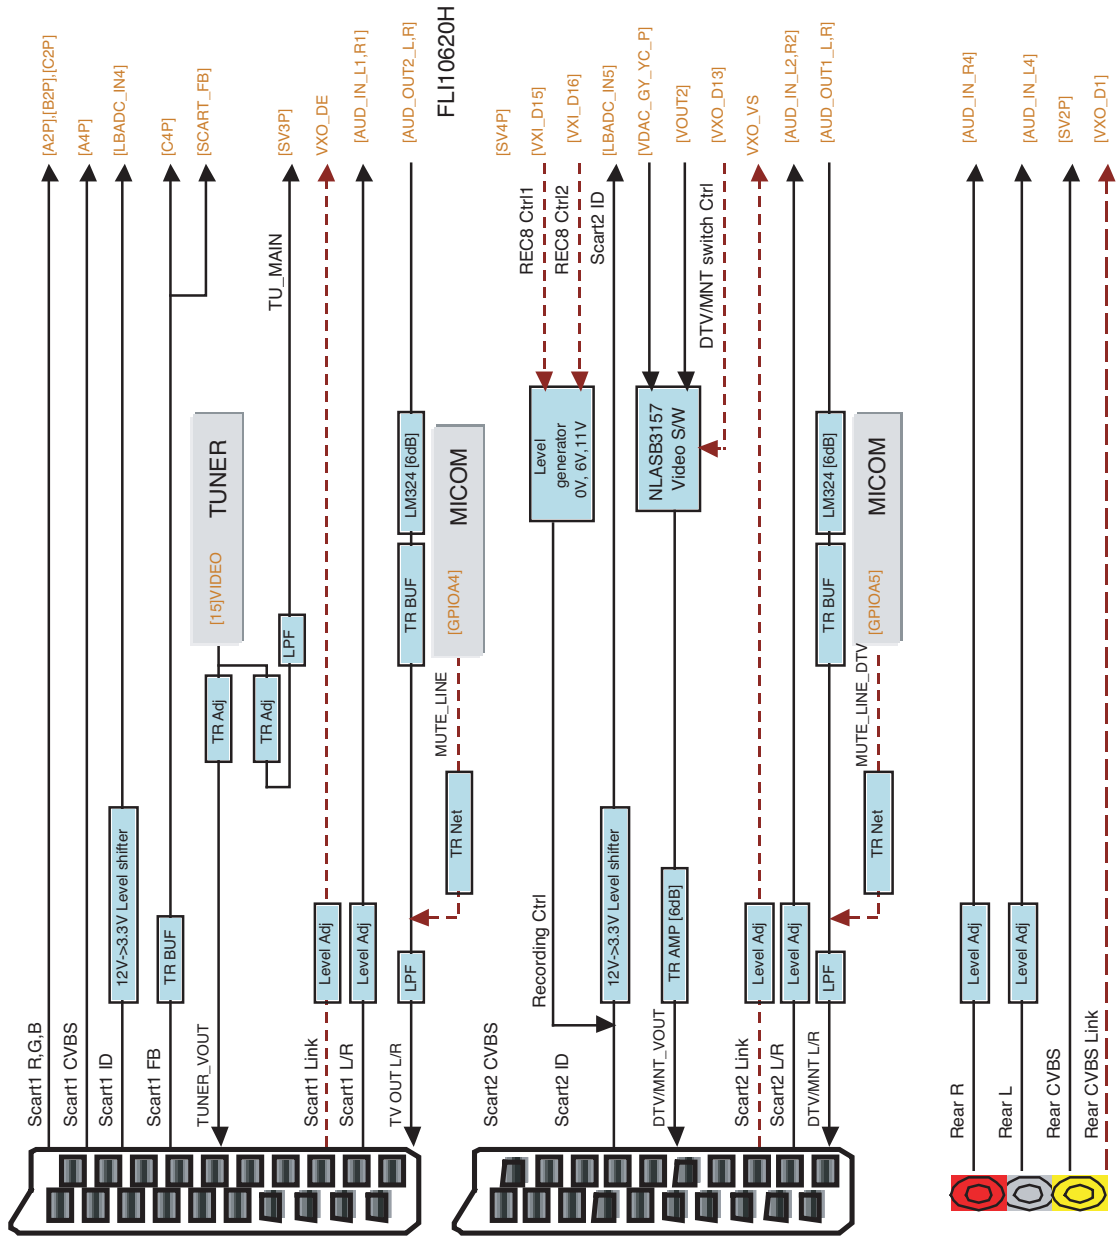 Scart1 R,G,B
[A2P],[B2P],[C2P]
Scart1 CVBS
[A4P]
Scart1 ID
12V->3.3V Level shifter
[LBADC_IN4]
Scart1 FB
TR BUF
[C4P]
[SCART_FB]
TUNER_VOUT
TR Adj
[15]VIDEO
TUNER
TR Adj
LPF
TU_MAIN
[SV3P]
Scart1 Link
Level Adj
VXO_DE
Scart1 L/R
Level Adj
[AUD_IN_L1,R1]
TV OUT L/R
LPF
TR BUF
LM324 [6dB]
[AUD_OUT2_L,R]
TR Net
MUTE_LINE
[GPIOA4]
MICOM
FLI10620H
Scart2 CVBS
[SV4P]
Recording Ctrl
Level
generator
0V, 6V,11V
REC8 Ctrl1
[VXI_D15]
REC8 Ctrl2
[VXI_D16]
Scart2 ID
12V->3.3V Level shifter
Scart2 ID
[LBADC_IN5]
DTV/MNT_VOUT
TR AMP [6dB]
NLASB3157
Video S/W
[VDAC_GY_YC_P]
[VOUT2]
DTV/MNT switch Ctrl
[VXO_D13]
Scart2 Link
Level Adj
VXO_VS
Scart2 L/R
Level Adj
[AUD_IN_L2,R2]
DTV/MNT L/R
LPF
TR BUF
LM324 [6dB]
[AUD_OUT1_L,R]
TR Net
MUTE_LINE_DTV
[GPIOA5]
MICOM
Rear R
Level Adj
[AUD_IN_R4]
Rear L
Level Adj
[AUD_IN_L4]
Rear CVBS
[SV2P]
Rear CVBS Link
[VXO_D1]